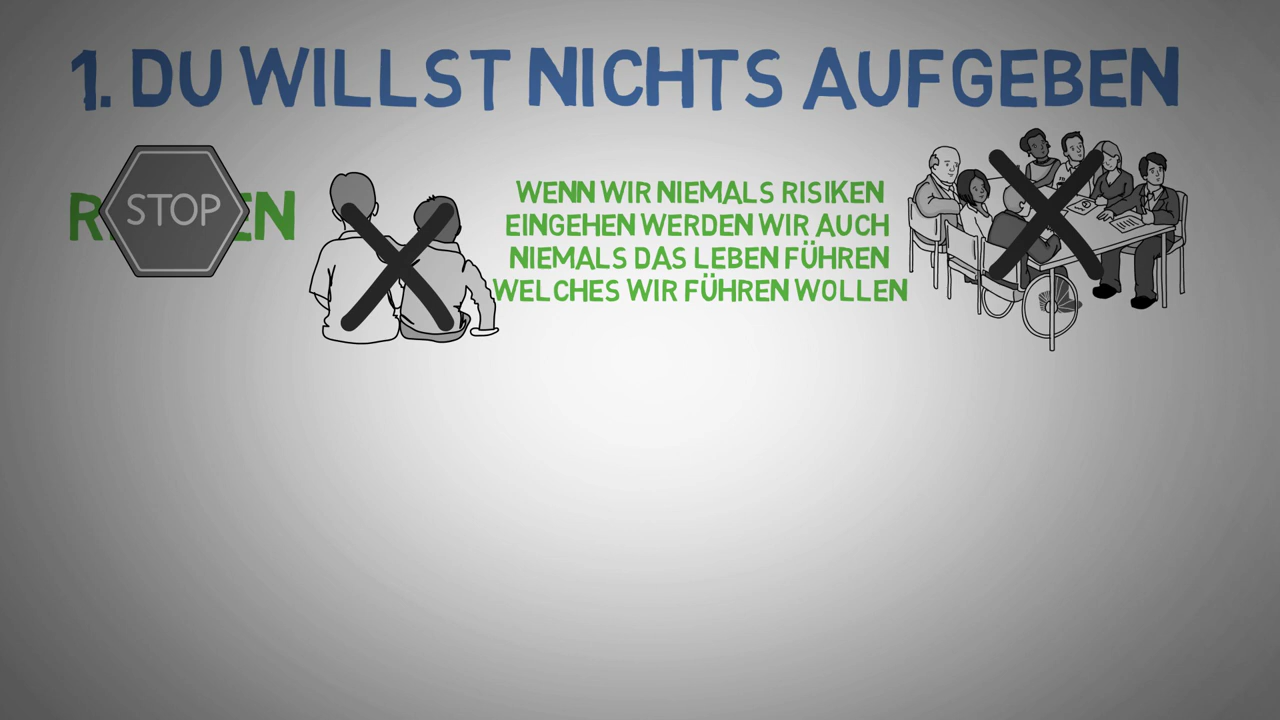 1. DU WILLST NICHTS AUFGEBEN
STOP
WENN WIR NIEMALS RISIKEN
EINGEHEN WERDEN WIR AUCH
NIEMALS DAS LEBEN FÜHREN
WELCHES WIR FÜHREN WOLLEN